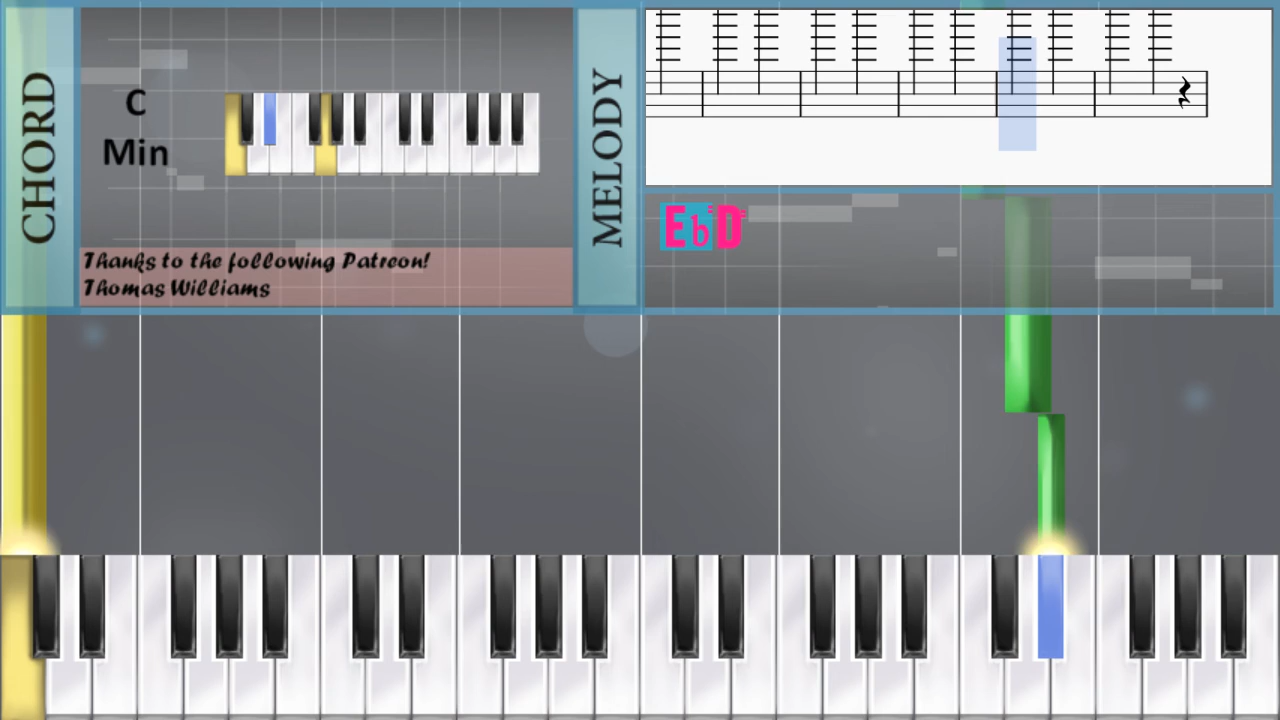 CHORD
C
Min
Thanks to the following Patreon!
Thomas Williams
MELODY
EbD